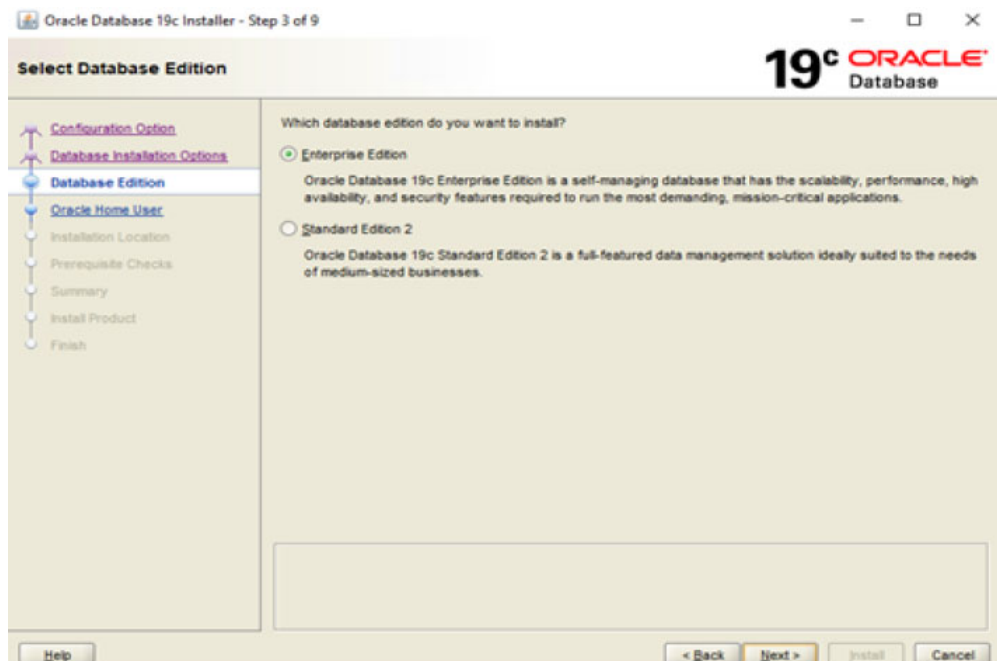 Oracle Database 19c Installer - Step 3 of 9
Select Database Edition
19c ORACLE
Database
Configuration Option
Database Installation Options
Database Edition
Oracle Home User
Installation Location
Prerequisite Checks
Summary
Install Product
Finish
Which database edition do you want to install?
Enterprise Edition
Oracle Database 19c Enterprise Edition is a self-managing database that has the scalability, performance, high
availability, and security features required to run the most demanding, mission-critical applications.
Standard Edition 2
Oracle Database 19c Standard Edition 2 is a full-featured data management solution ideally suited to the needs
of medium-sized businesses.
Help
< Back
Next >
Install
Cancel